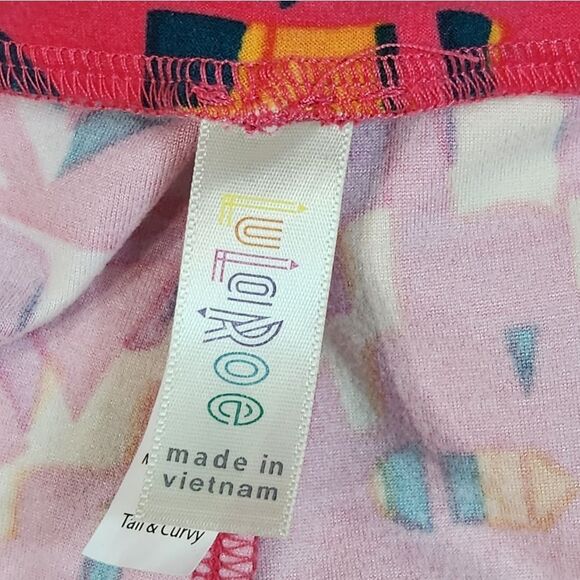 LuLaRoe
made in
vietnam
Tall & Curvy